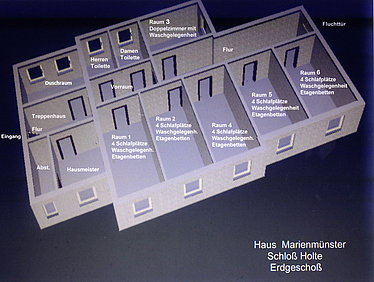 Raum 3
Doppelzimmer mit
Waschgelegenheit
Fluchttür
Herren
Toilette
Damen
Toilette
Flur
Duschraum
Vorraum
Raum 6
4 Schlafplätze
Waschgelegenheit
Etagenbetten
Raum 5
4 Schlafplätze
Waschgelegenheit
Etagenbetten
Treppenhaus
Raum 2
4 Schlafplätze
Waschgelegenh.
Etagenbetten
Raum 4
4 Schlafplätze
Waschgelegenh.
Etagenbetten
Eingang
Flur
Raum 1
4 Schlafplätze
Waschgelegenh.
Etagenbetten
Abst.
Hausmeister
Haus Marienmünster
Schloß Holte
Erdgeschoß